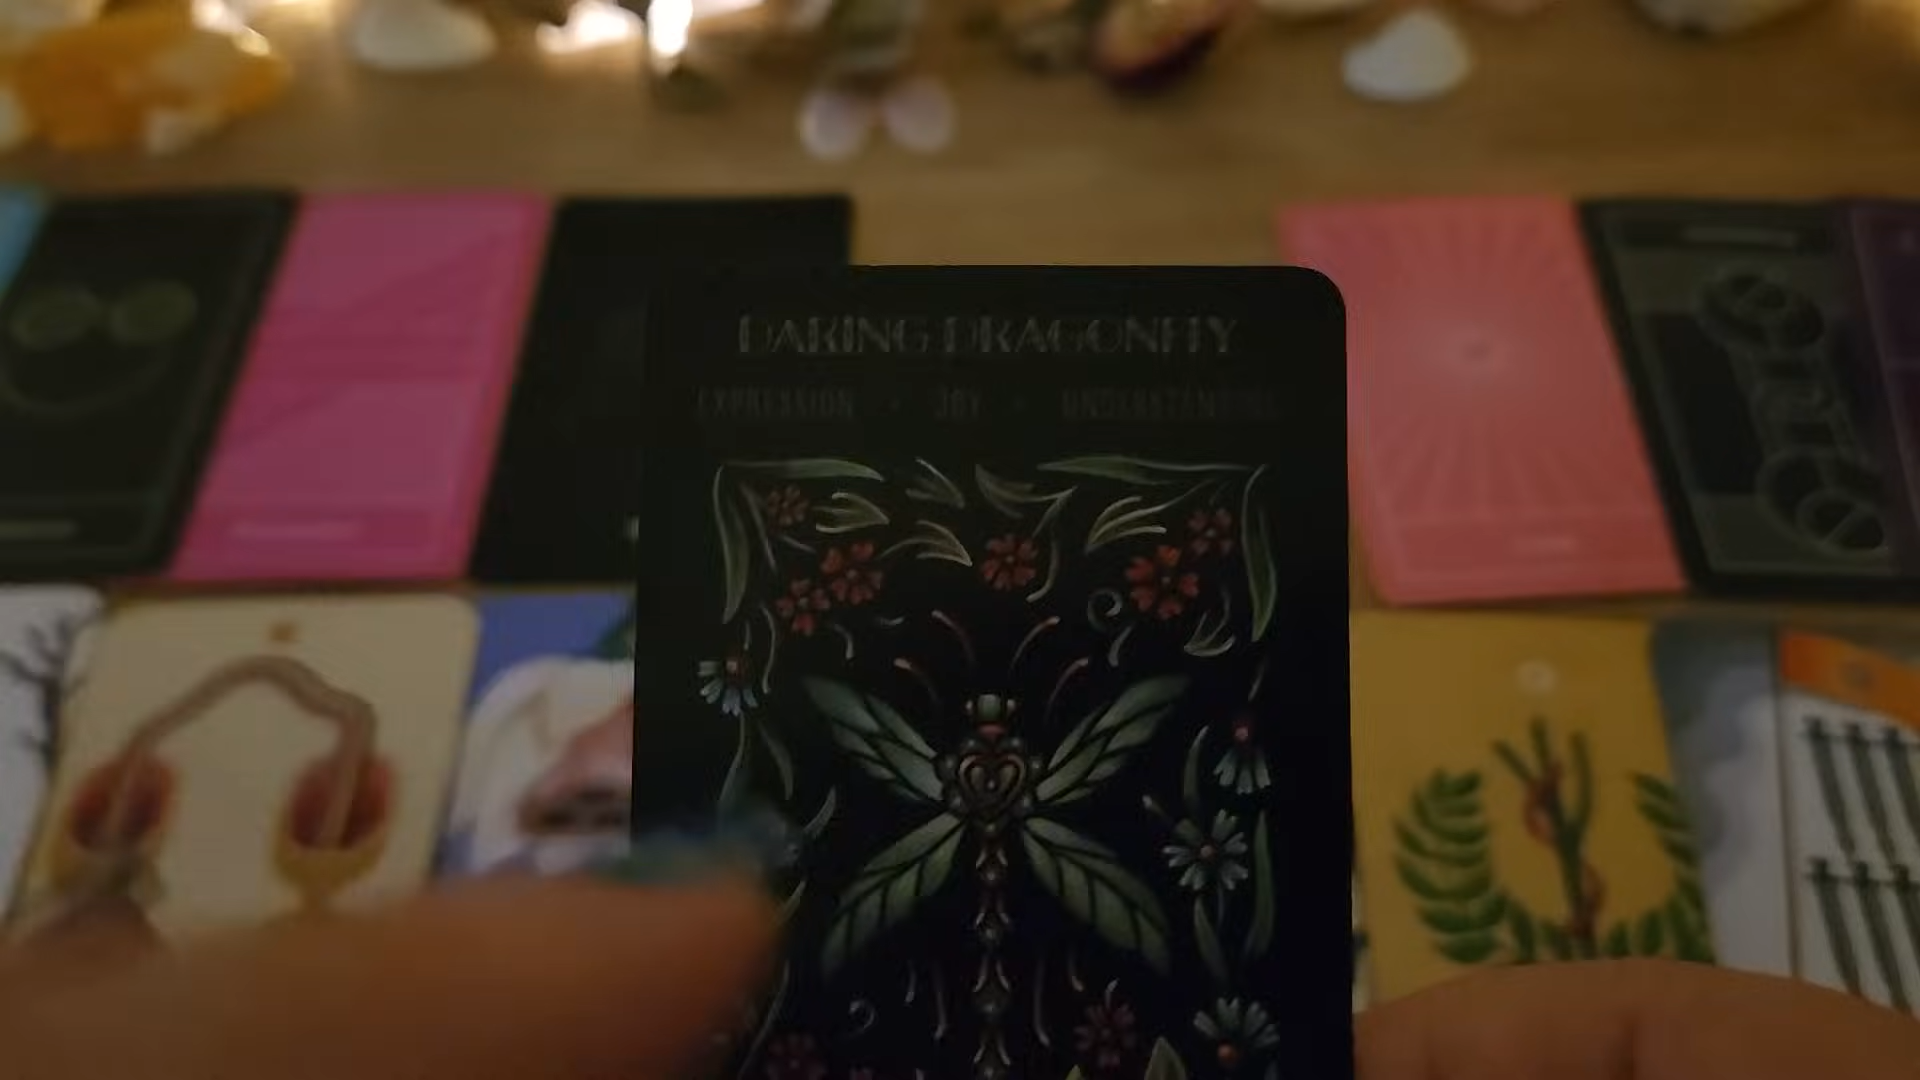 DARING DRAGONFLY
EXPRESSION • JOY • UNDERSTANDING